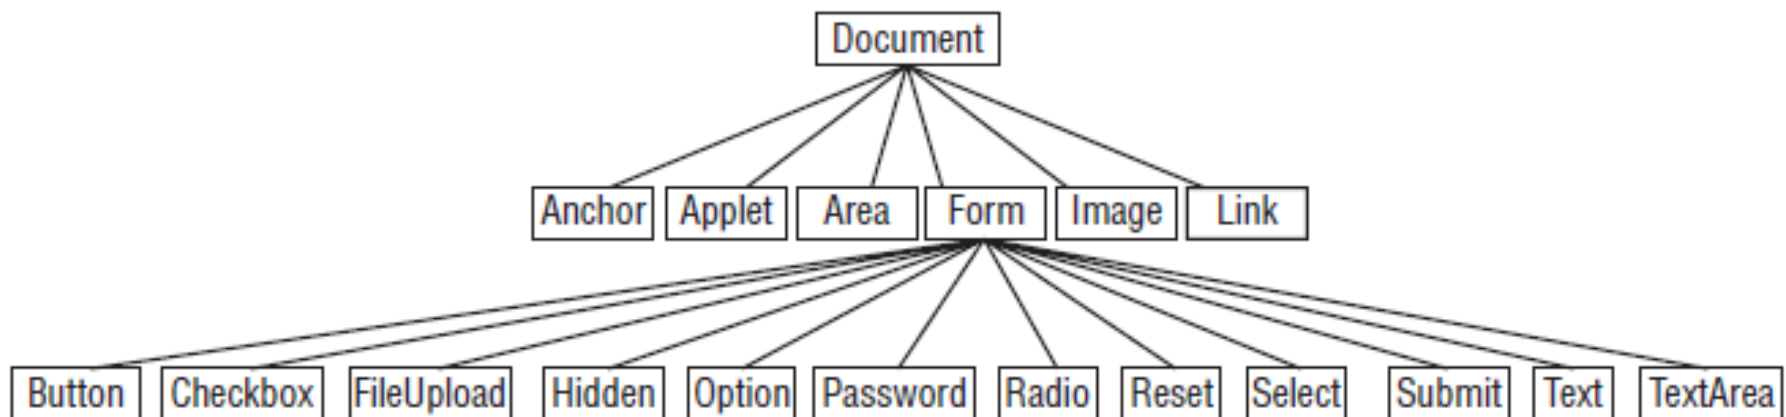 Document
Anchor Applet Area Form Image Link
Button Checkbox FileUpload Hidden Option Password Radio Reset Select Submit Text TextArea